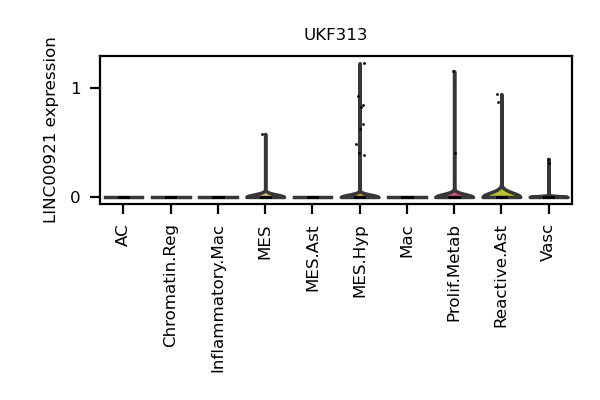 UKF313
LINC00921 expression
1
0
AC
Chromatin.Reg
Inflammatory.Mac
MES
MES.Ast
MES.Hyp
Mac
Prolif.Metab
Reactive.Ast
Vasc